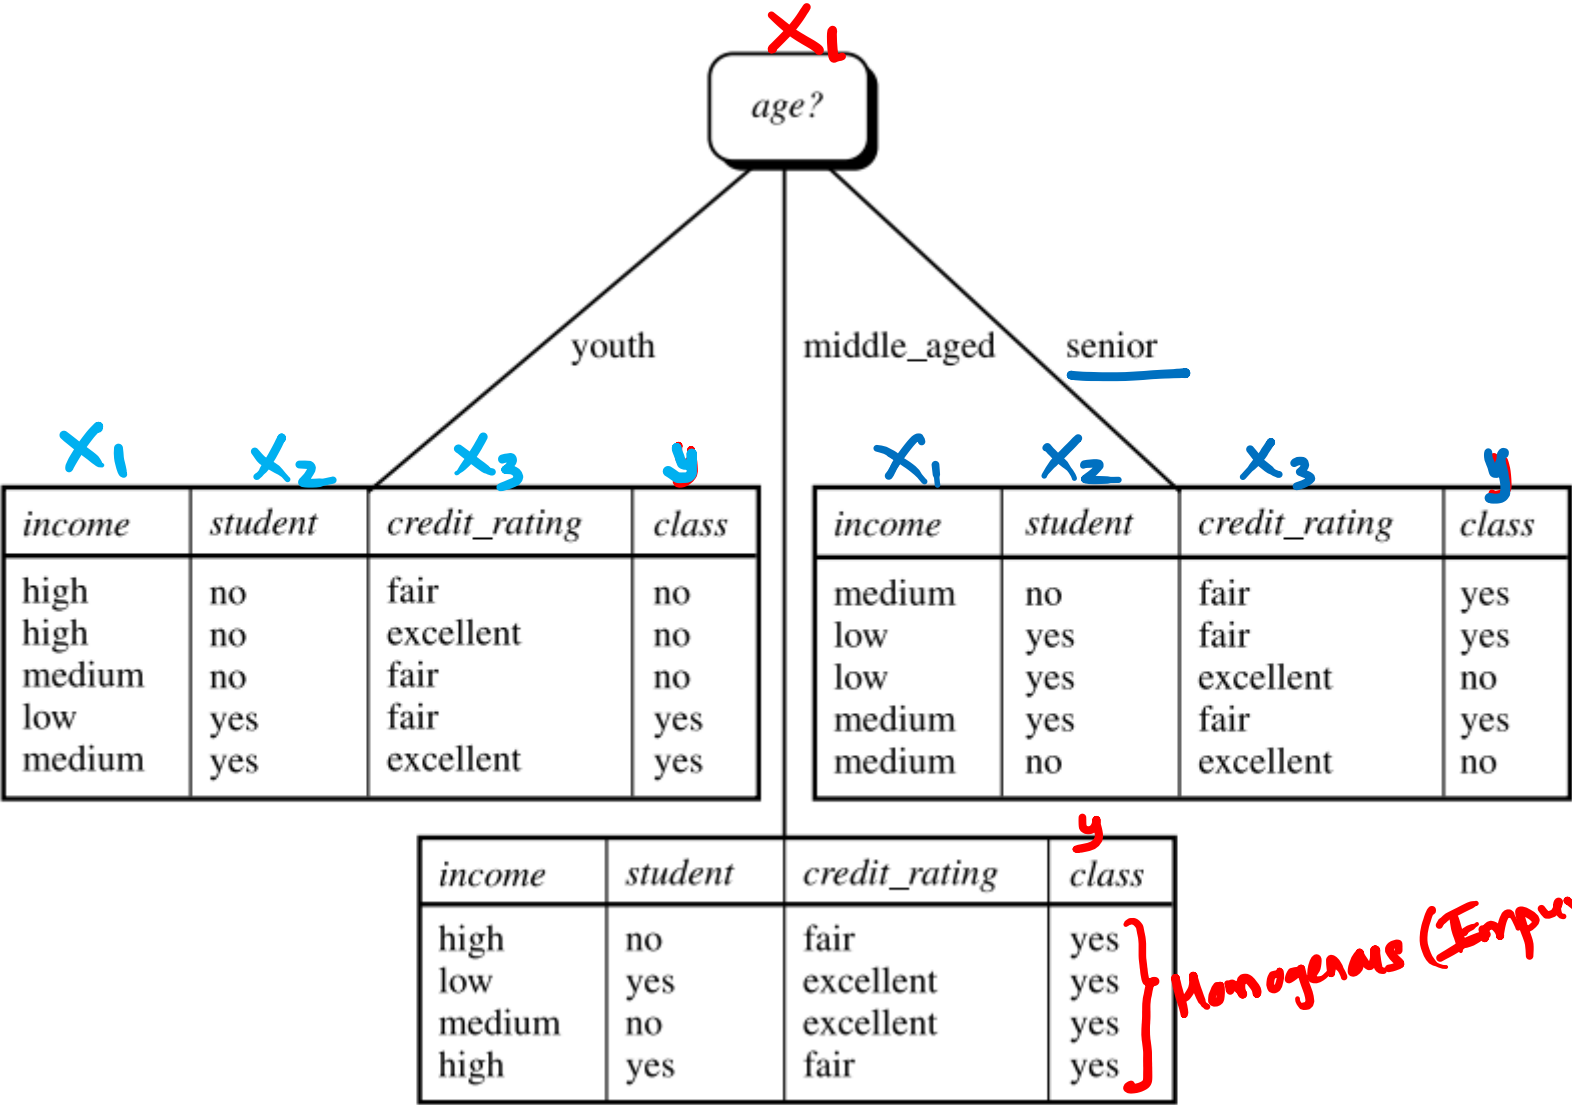 X1
age?
youth middle_aged senior
X1 X2 X3 y
income student credit_rating class
high no fair no
high no excellent no
medium no fair no
low yes fair yes
medium yes excellent yes
X1 X2 X3 y
income student credit_rating class
medium no fair yes
low yes fair yes
low yes excellent no
medium yes fair yes
medium no excellent no
y
income student credit_rating class
high no fair yes
low yes excellent yes
medium no excellent yes
high yes fair yes
Homogenous (Impu